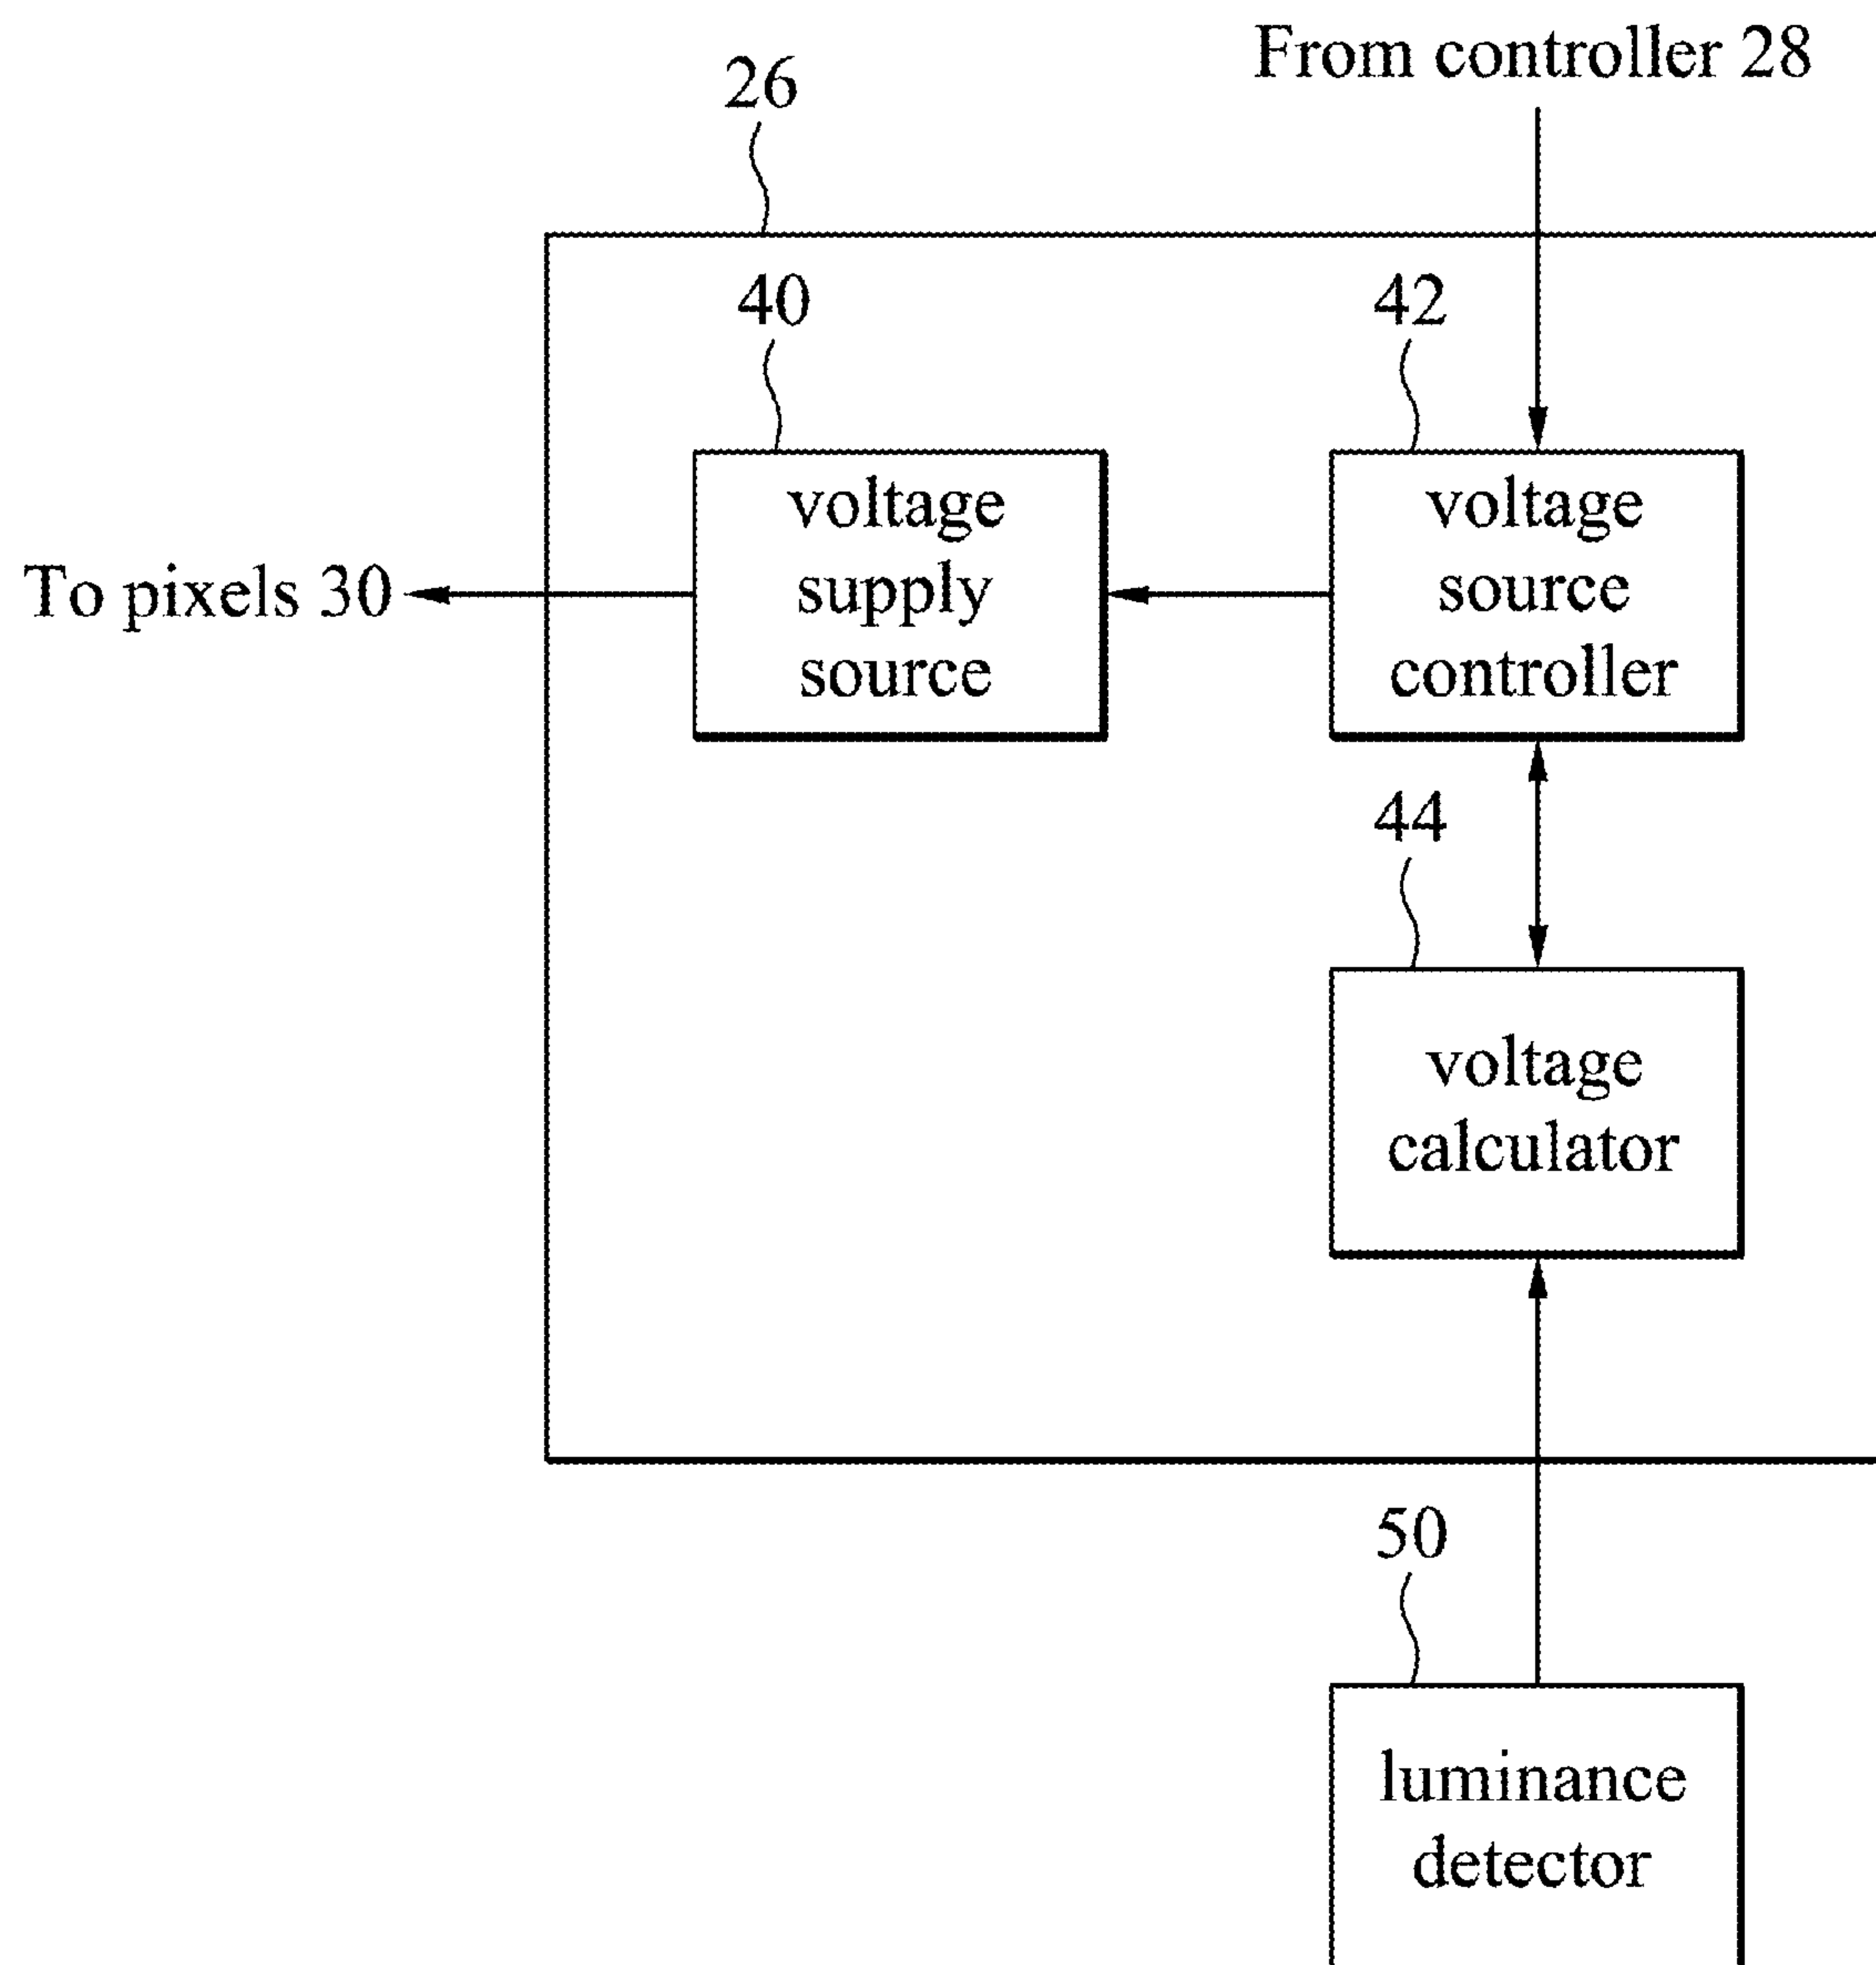 From controller 28
26
40
42
voltage
supply
source
voltage
source
controller
To pixels 30
44
voltage
calculator
50
luminance
detector